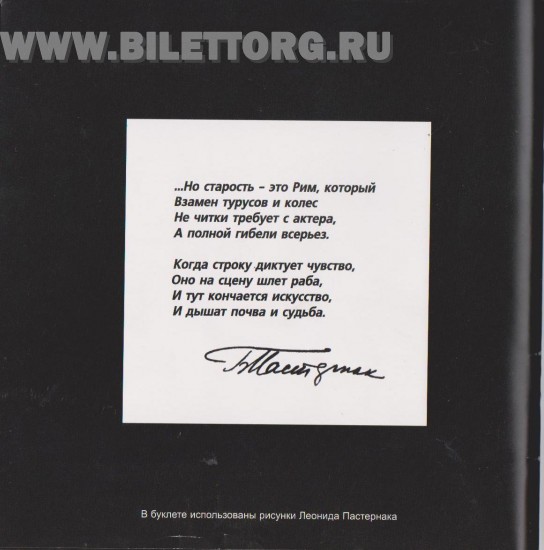 WWW.BILETTORG.RU
...Но старость – это Рим, который
Взамен турусов и колес
Не читки требует с актера,
А полной гибели всерьез.
Когда строку диктует чувство,
Оно на сцену шлет раба,
И тут кончается искусство,
И дышат почва и судьба.
БПастернак
В буклете использованы рисунки Леонида Пастернака